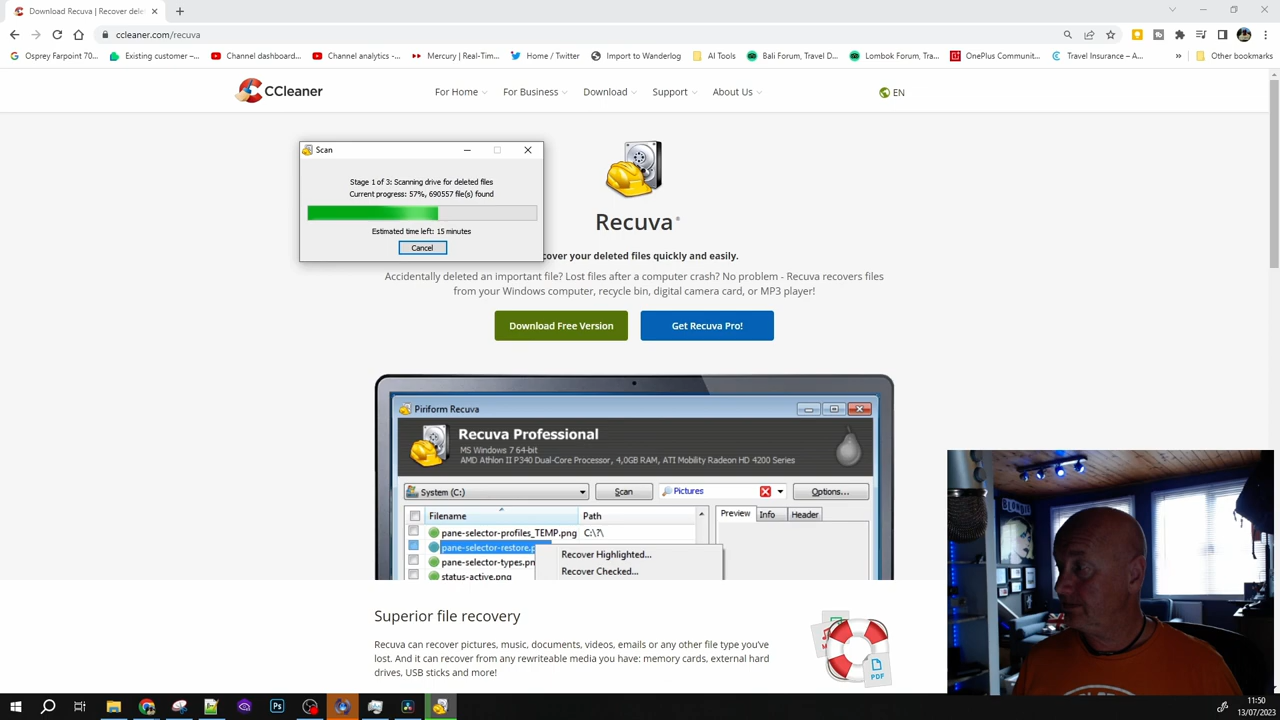 Download Recuva | Recover dele
ccleaner.com/recuva
Osprey Farpoint 70...
Existing customer –...
Channel dashboard...
Channel analytics -...
Mercury | Real-Tim...
Home / Twitter
Import to Wanderlog
AI Tools
Bali Forum, Travel D...
Lombok Forum, Tra...
OnePlus Communit...
Travel Insurance – A...
Other bookmarks
CCleaner
For Home
For Business
Download
Support
About Us
EN
Scan
Stage 1 of 3: Scanning drive for deleted files
Current progress: 57%, 690557 file(s) found
Estimated time left: 15 minutes
Cancel
Recuva
cover your deleted files quickly and easily.
Accidentally deleted an important file? Lost files after a computer crash? No problem - Recuva recovers files
from your Windows computer, recycle bin, digital camera card, or MP3 player!
Download Free Version
Get Recuva Pro!
Piriform Recuva
Recuva Professional
MS Windows 7 64-bit
AMD Athlon II P340 Dual-Core Processor, 4,0GB RAM, ATI Mobility Radeon HD 4200 Series
System (C:)
Scan
Pictures
Options...
Filename
Path
Preview
Info
Header
pane-selector-profiles_TEMP.png
C:\?\
pane-selector-restore.p
pane-selector-types.pn
status-active.png
Recover Highlighted...
Recover Checked...
Superior file recovery
Recuva can recover pictures, music, documents, videos, emails or any other file type you've
lost. And it can recover from any rewriteable media you have: memory cards, external hard
drives, USB sticks and more!
PDF
Ps
11:50
13/07/2023